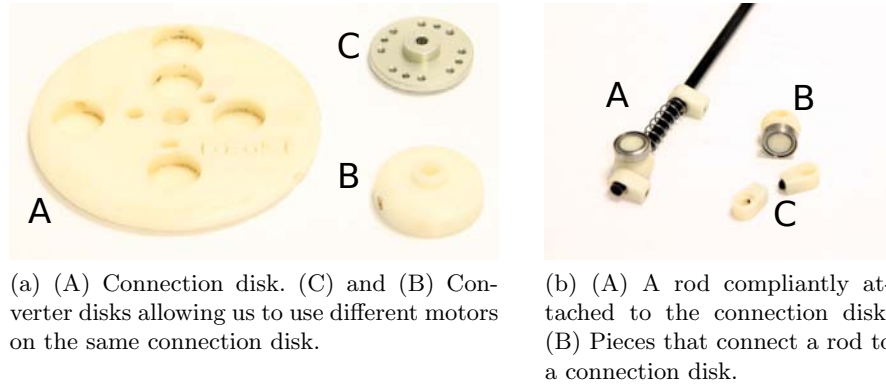 A
C
B
A
B
C
(a) (A) Connection disk. (C) and (B) Con-
verter disks allowing us to use different motors
on the same connection disk.
(b) (A) A rod compliantly at-
tached to the connection disk
(B) Pieces that connect a rod to
a connection disk.